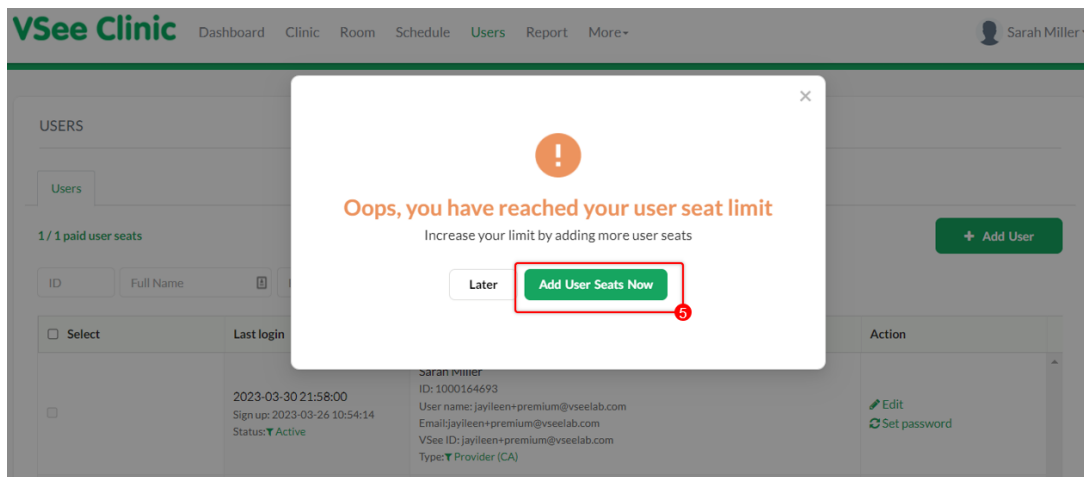 VSee Clinic Dashboard Clinic Room Schedule Users Report More Sarah Miller
USERS
Users
Oops, you have reached your user seat limit
1 / 1 paid user seats
Increase your limit by adding more user seats
+ Add User
ID Full Name
Later Add User Seats Now
5
Select Last login Action
Sarah Miller
2023-03-30 21:58:00
ID: 1000164693
Sign up: 2023-03-26 10:54:14
User name: jayileen+premium@vseelab.com
Edit
Status: Active
Email:jayileen+premium@vseelab.com
Set password
VSee ID: jayileen+premium@vseelab.com
Type: Provider (CA)